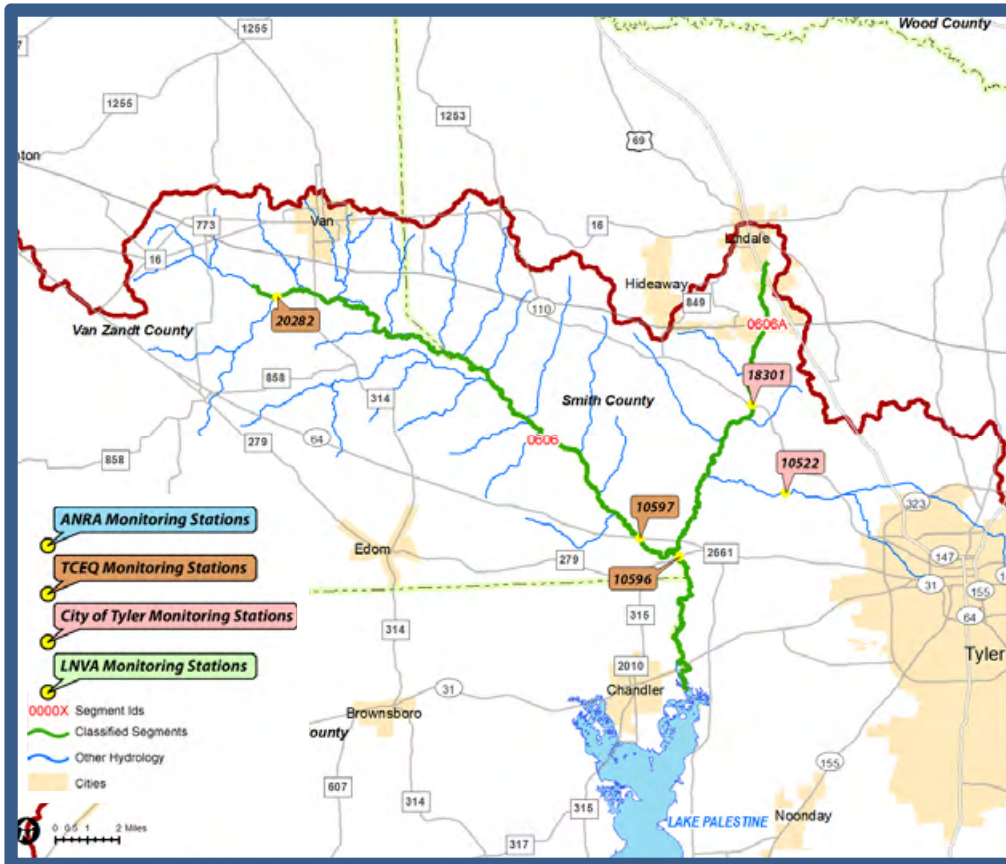 1255
Wood County
1255
1253
69
Van
773
16
16
Lindale
Hideaway
849
110
0606A
20282
Van Zandt County
18301
858
314
Smith County
0606
279
64
858
10522
323
10597
ANRA Monitoring Stations
Edom
279
2661
147
31
155
TCEQ Monitoring Stations
10596
64
315
City of Tyler Monitoring Stations
314
Tyler
2010
LNVA Monitoring Stations
31
Chandler
0000X Segment Ids
Brownsboro
Classified Segments
ounty
Other Hydrology
155
Cities
607
314
315
0 0.5 1 2 Miles
LAKE PALESTINE
Noonday
317